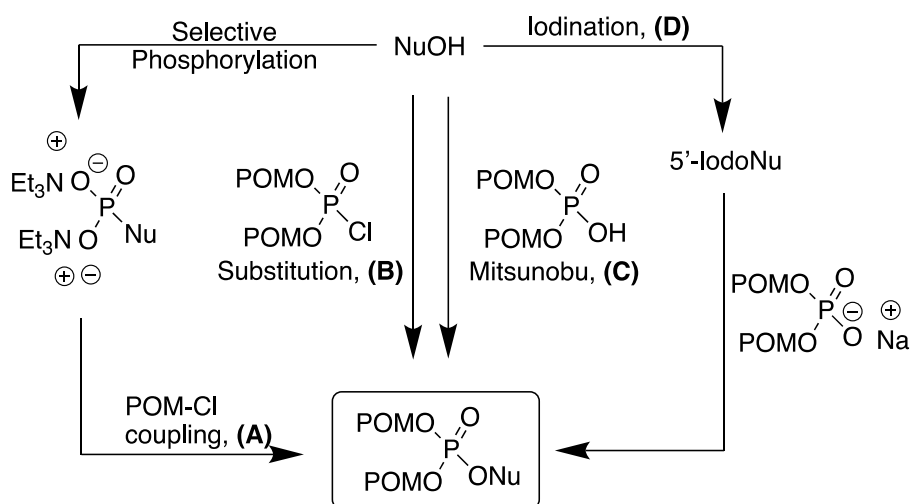 Selective
Phosphorylation
NuOH
Iodination, (D)
⊕
Et3N O ⊖ O
P
Et3N O Nu
⊕ ⊖
POMO O
P
POMO Cl
Substitution, (B)
POMO O
P
POMO OH
Mitsunobu, (C)
5'-IodoNu
POMO O
P ⊖ ⊕
POMO O Na
POM-Cl
coupling, (A)
POMO O
P
POMO ONu